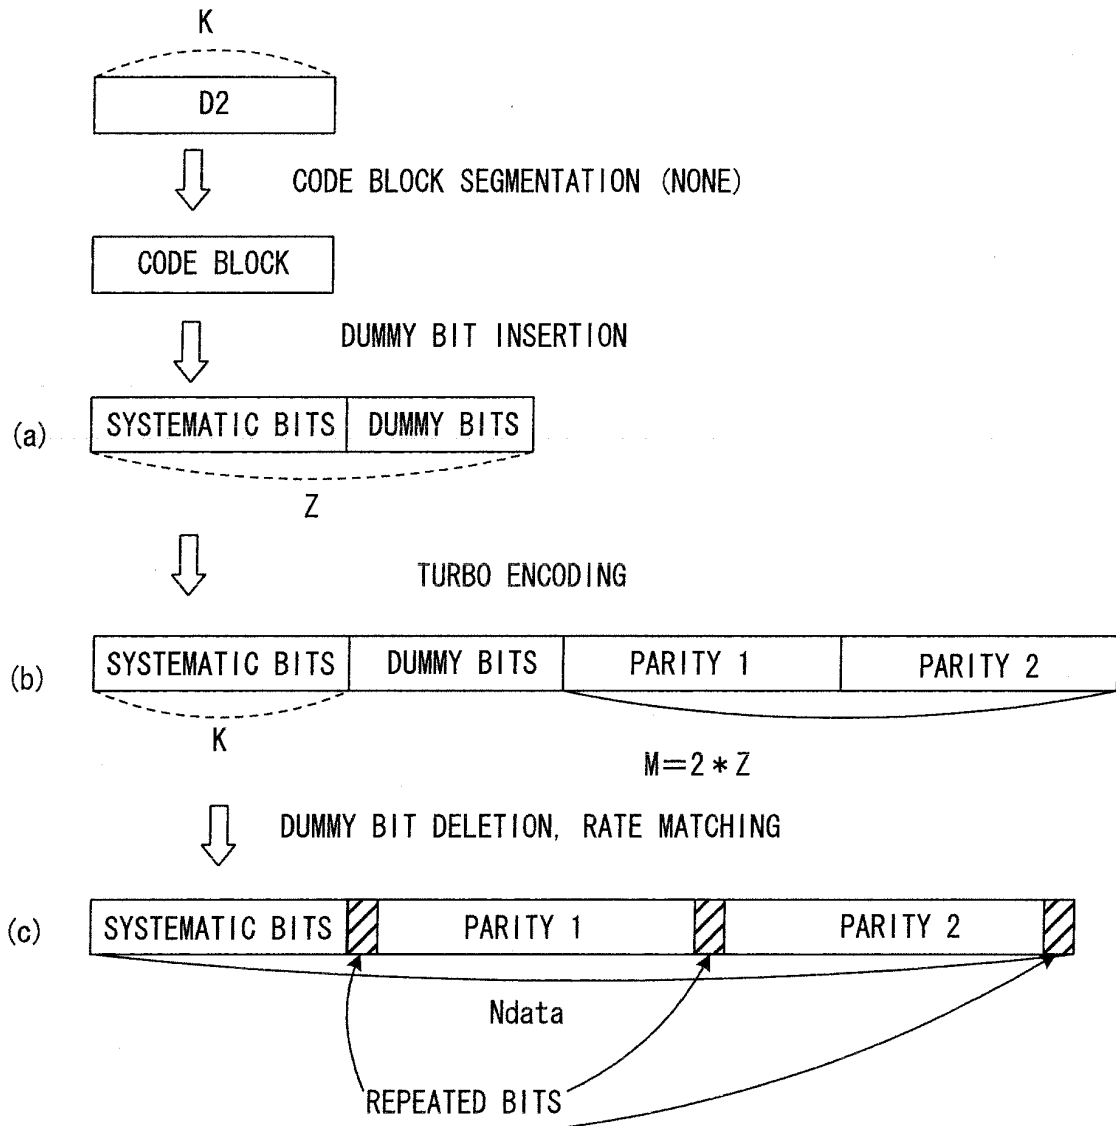 K
D2
CODE BLOCK SEGMENTATION (NONE)
CODE BLOCK
DUMMY BIT INSERTION
(a) SYSTEMATIC BITS DUMMY BITS
Z
TURBO ENCODING
(b) SYSTEMATIC BITS DUMMY BITS PARITY 1 PARITY 2
K
M=2*Z
DUMMY BIT DELETION, RATE MATCHING
(c) SYSTEMATIC BITS PARITY 1 PARITY 2
Ndata
REPEATED BITS